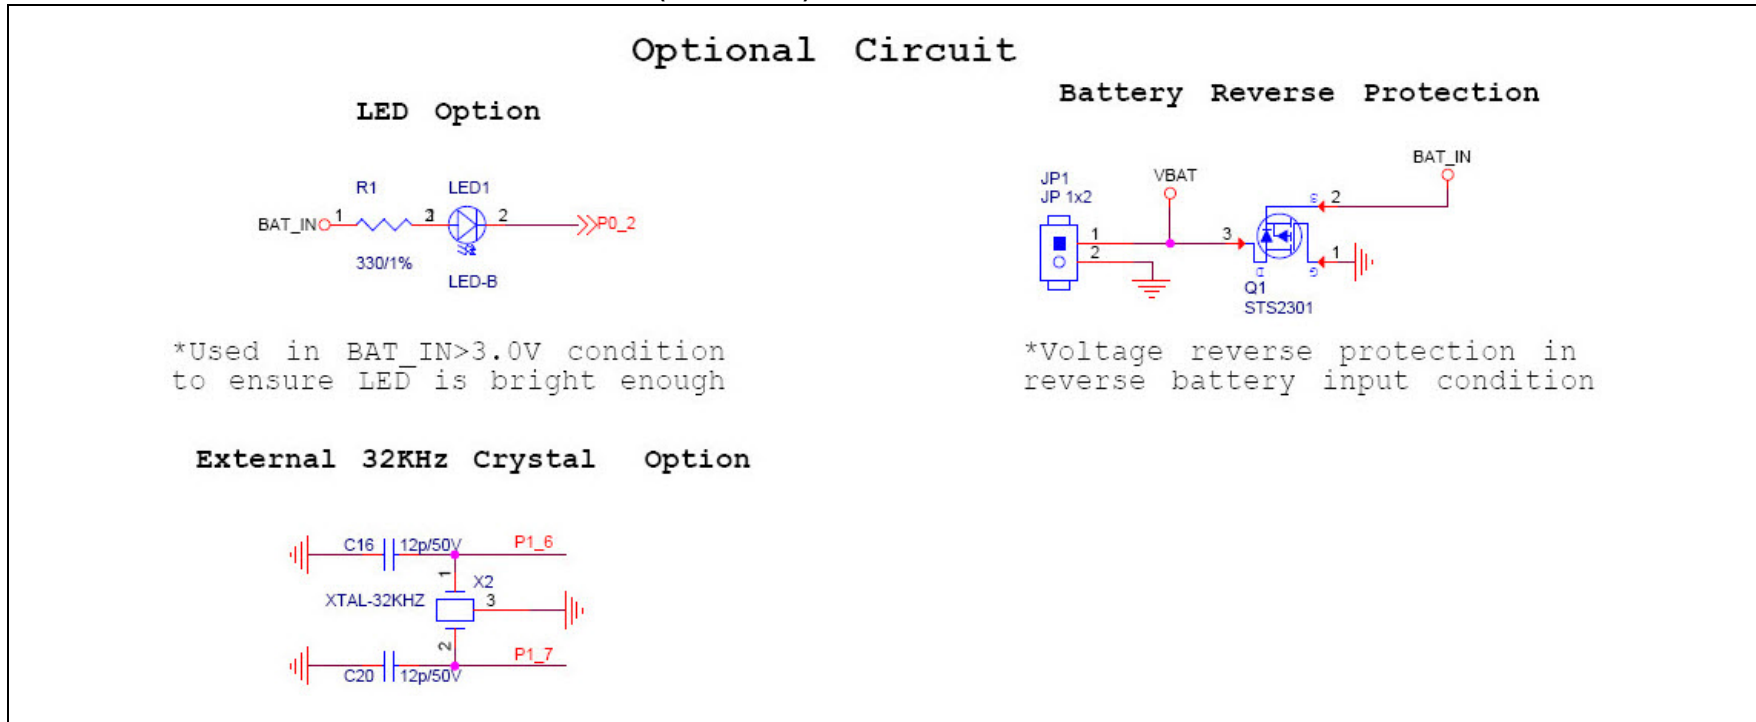 Optional Circuit
LED Option
R1
LED1
BAT_IN
1
2
P0_2
330/1%
LED-B
*Used in BAT_IN>3.0V condition
to ensure LED is bright enough
Battery Reverse Protection
BAT_IN
JP1
JP 1x2
VBAT
S
2
1
2
3
1
D
G
Q1
STS2301
*Voltage reverse protection in
reverse battery input condition
External 32KHz Crystal Option
C16
12p/50V
P1_6
1
X2
XTAL-32KHZ
3
2
P1_7
C20
12p/50V